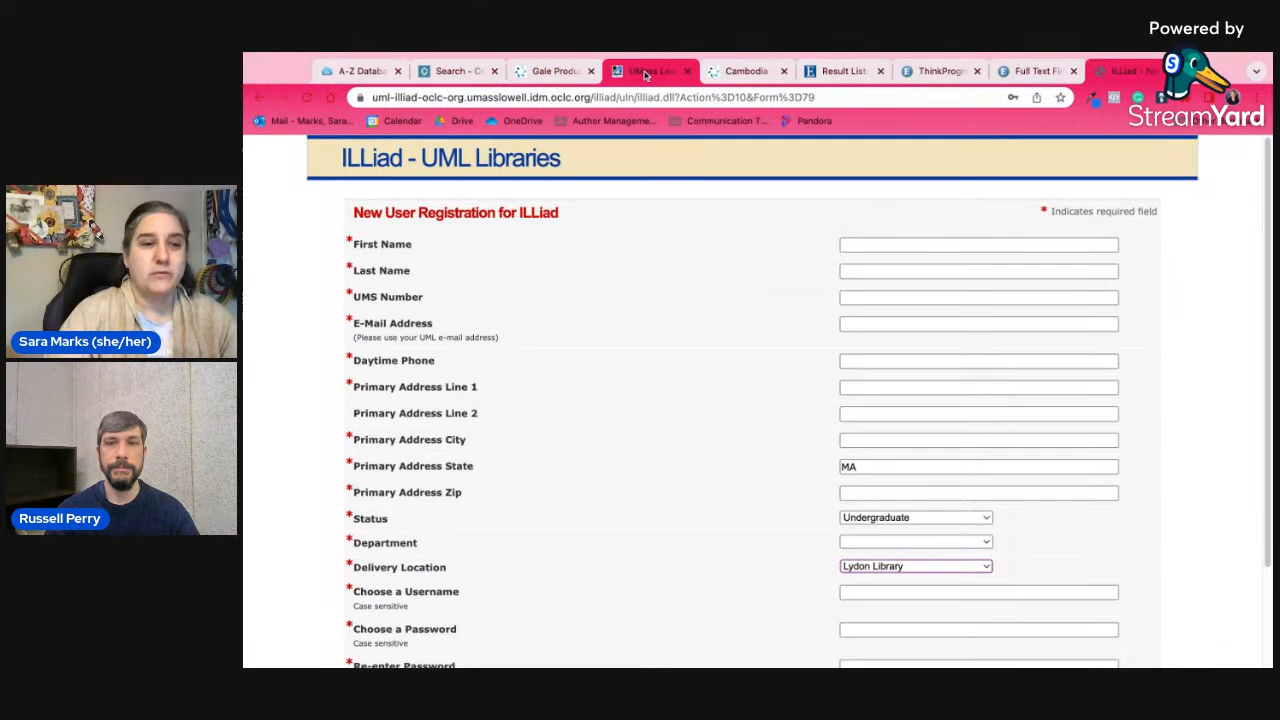 Powered by
StreamYard
A-Z Databa
Search - C
Gale Produ
UMass Low
Cambodia
Result List:
ThinkProgr
Full Text Fi
ILLiad -
uml-illiad-oclc-org.umasslowell.idm.oclc.org/illiad/uln/illiad.dll?Action%3D10&Form%3D79
Mail - Marks, Sara...
Calendar
Drive
OneDrive
Author Manageme...
Communication T...
Pandora
ILLiad - UML Libraries
New User Registration for ILLiad
* Indicates required field
*First Name
*Last Name
*UMS Number
*E-Mail Address
(Please use your UML e-mail address)
*Daytime Phone
*Primary Address Line 1
Primary Address Line 2
*Primary Address City
*Primary Address State MA
*Primary Address Zip
*Status Undergraduate
*Department
*Delivery Location Lydon Library
*Choose a Username
Case sensitive
*Choose a Password
Case sensitive
*Re-enter Password
Sara Marks (she/her)
Russell Perry